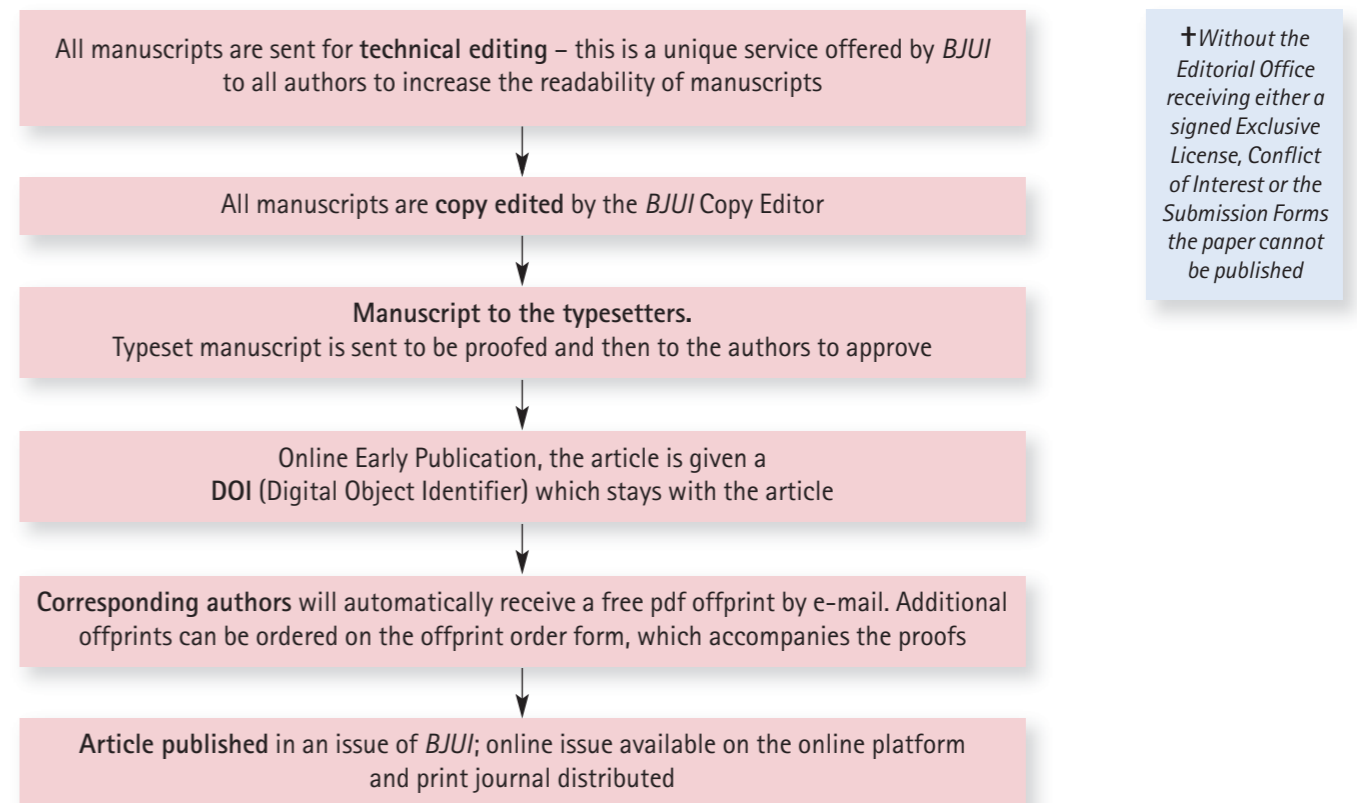 All manuscripts are sent for technical editing – this is a unique service offered by BJUI
to all authors to increase the readability of manuscripts
All manuscripts are copy edited by the BJUI Copy Editor
Manuscript to the typesetters.
Typeset manuscript is sent to be proofed and then to the authors to approve
Online Early Publication, the article is given a
DOI (Digital Object Identifier) which stays with the article
Corresponding authors will automatically receive a free pdf offprint by e-mail. Additional
offprints can be ordered on the offprint order form, which accompanies the proofs
Article published in an issue of BJUI; online issue available on the online platform
and print journal distributed
✝Without the
Editorial Office
receiving either a
signed Exclusive
License, Conflict
of Interest or the
Submission Forms
the paper cannot
be published